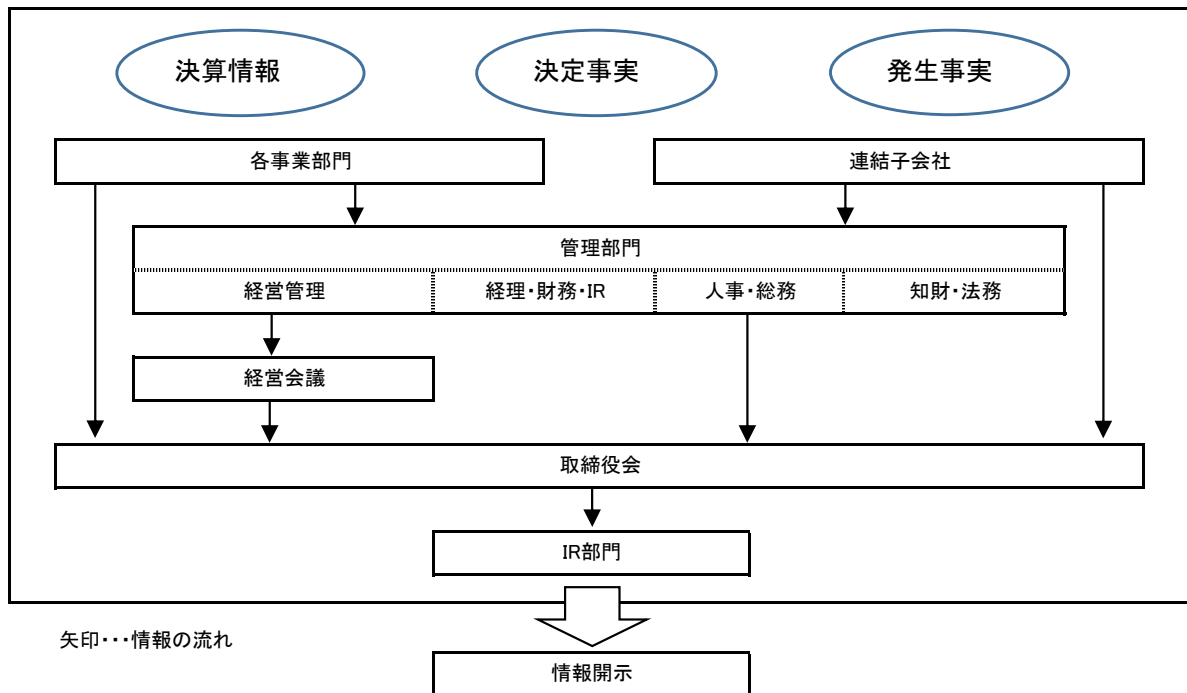 決算情報
決定事実
発生事実
各事業部門
連結子会社
管理部門
経営管理
経理・財務・IR
人事・総務
知財・法務
経営会議
取締役会
IR部門
矢印・・・情報の流れ
情報開示